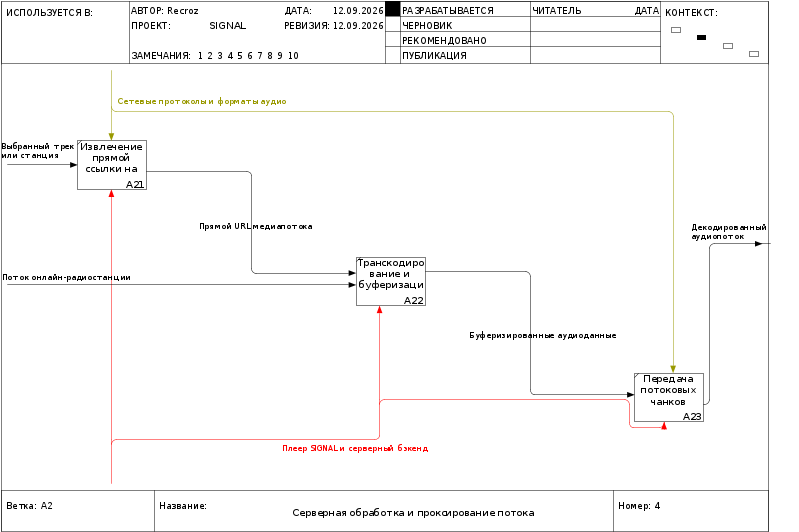 ИСПОЛЬЗУЕТСЯ В:
АВТОР: Recroz
ДАТА: 12.09.2026
РАЗРАБАТЫВАЕТСЯ
ЧИТАТЕЛЬ
ДАТА
КОНТЕКСТ:
ПРОЕКТ: SIGNAL
РЕВИЗИЯ: 12.09.2026
ЧЕРНОВИК
РЕКОМЕНДОВАНО
ЗАМЕЧАНИЯ: 1 2 3 4 5 6 7 8 9 10
ПУБЛИКАЦИЯ
Сетевые протоколы и форматы аудио
Выбранный трек
или станция
Извлечение
прямой
ссылки на
A21
Прямой URL медиапотока
Декодированный
аудиопоток
Поток онлайн-радиостанции
Транскодиро
вание и
буферизаци
A22
Буферизированные аудиоданные
Передача
потоковых
чанков
A23
Плеер SIGNAL и серверный бэкенд
Ветка: A2
Название:
Серверная обработка и проксирование потока
Номер: 4